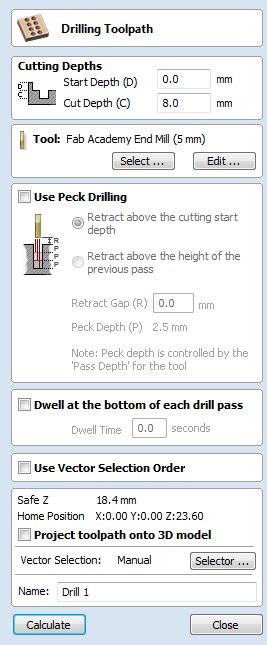 Drilling Toolpath
Cutting Depths
Start Depth (D) 0.0 mm
D
C
Cut Depth (C) 8.0 mm
Tool: Fab Academy End Mill (5 mm)
Select ... Edit ...
Use Peck Drilling
Retract above the cutting start
depth
R
P
P
P
Retract above the height of the
previous pass
Retract Gap (R) 0.0 mm
Peck Depth (P) 2.5 mm
Note: Peck depth is controlled by the
'Pass Depth' for the tool
Dwell at the bottom of each drill pass
Dwell Time 0.0 seconds
Use Vector Selection Order
Safe Z 18.4 mm
Home Position X:0.00 Y:0.00 Z:23.60
Project toolpath onto 3D model
Vector Selection: Manual Selector ...
Name: Drill 1
Calculate Close